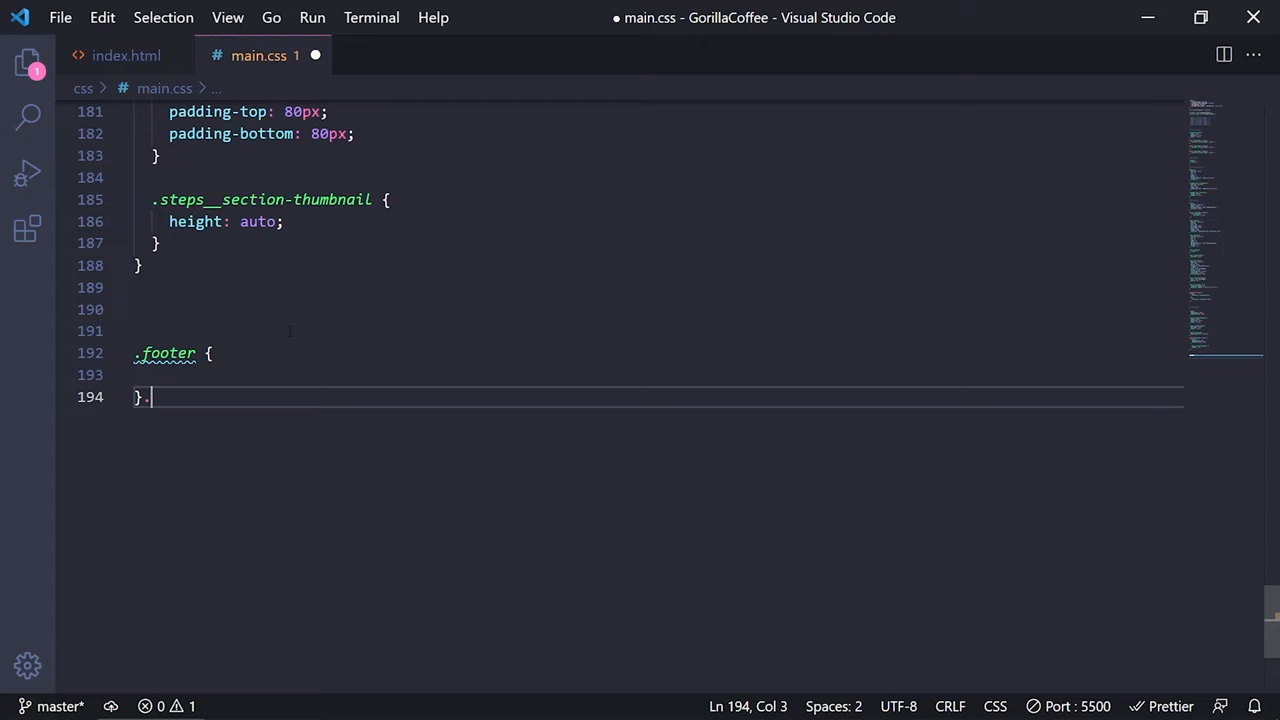 File Edit Selection View Go Run Terminal Help ● main.css - GorillaCoffee - Visual Studio Code
1
<> index.html # main.css 1
css > # main.css > ...
181 padding-top: 80px;
182 padding-bottom: 80px;
183 }
184
185 .steps__section-thumbnail {
186 height: auto;
187 }
188 }
189
190
191
192 .footer {
193
194 }.
master* 0 1 Ln 194, Col 3 Spaces: 2 UTF-8 CRLF CSS Port : 5500 Prettier